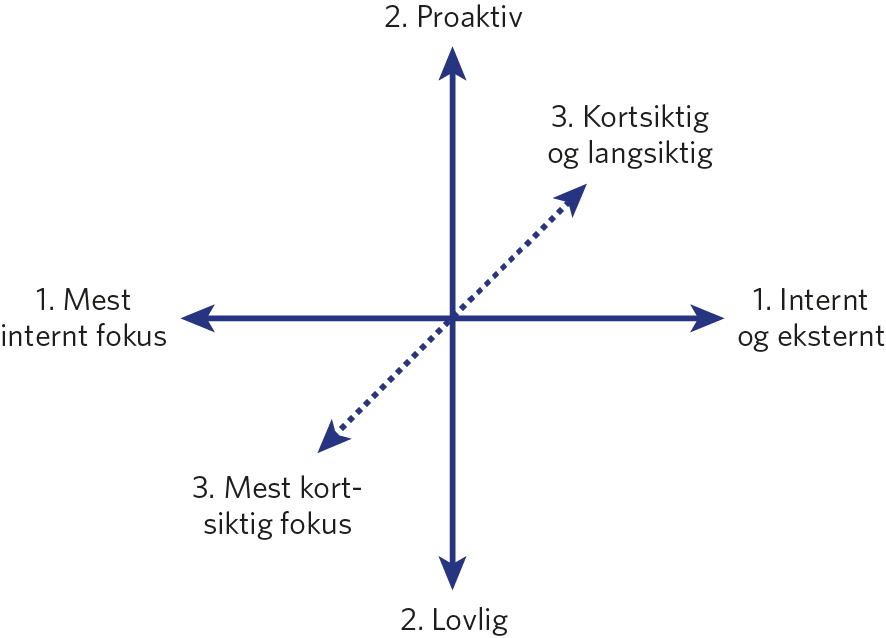 2. Proaktiv
3. Kortsiktig
og langsiktig
1. Mest
internt fokus
1. Internt
og eksternt
3. Mest kort-
siktig fokus
2. Lovlig